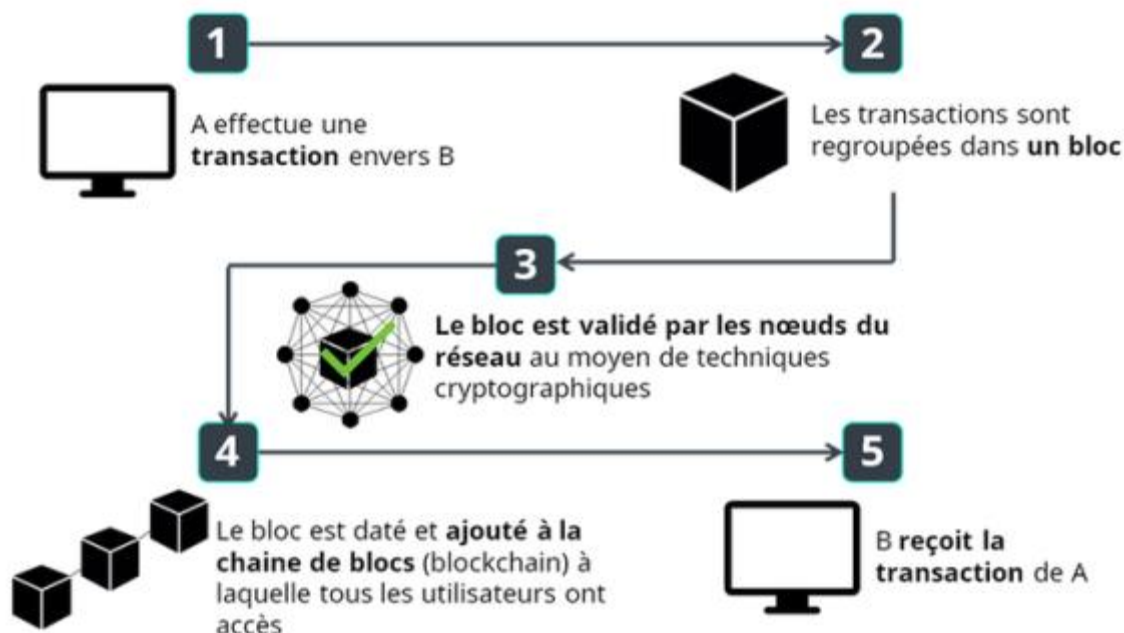 1
2
A effectue une
transaction envers B
Les transactions sont
regroupées dans un bloc
3
Le bloc est validé par les nœuds du
réseau au moyen de techniques
cryptographiques
4
5
Le bloc est daté et ajouté à la
chaine de blocs (blockchain) à
laquelle tous les utilisateurs ont
accès
B reçoit la
transaction de A